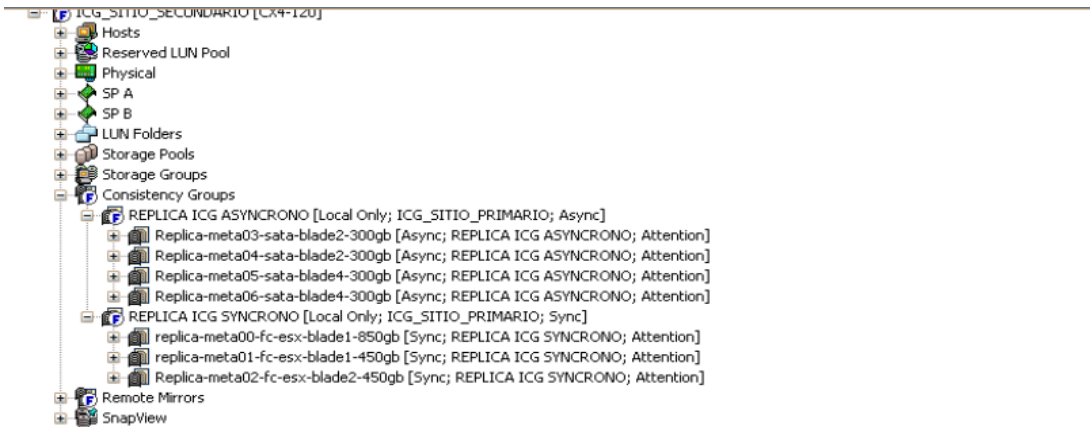 ICG_SITIO_SECUNDARIO [CX4-120]
Hosts
Reserved LUN Pool
Physical
SP A
SP B
LUN Folders
Storage Pools
Storage Groups
Consistency Groups
REPLICA ICG ASYNCRONO [Local Only; ICG_SITIO_PRIMARIO; Async]
Replica-meta03-sata-blade2-300gb [Async; REPLICA ICG ASYNCRONO; Attention]
Replica-meta04-sata-blade2-300gb [Async; REPLICA ICG ASYNCRONO; Attention]
Replica-meta05-sata-blade4-300gb [Async; REPLICA ICG ASYNCRONO; Attention]
Replica-meta06-sata-blade4-300gb [Async; REPLICA ICG ASYNCRONO; Attention]
REPLICA ICG SYNCRONO [Local Only; ICG_SITIO_PRIMARIO; Sync]
replica-meta00-fc-esx-blade1-850gb [Sync; REPLICA ICG SYNCRONO; Attention]
replica-meta01-fc-esx-blade1-450gb [Sync; REPLICA ICG SYNCRONO; Attention]
Replica-meta02-fc-esx-blade2-450gb [Sync; REPLICA ICG SYNCRONO; Attention]
Remote Mirrors
SnapView